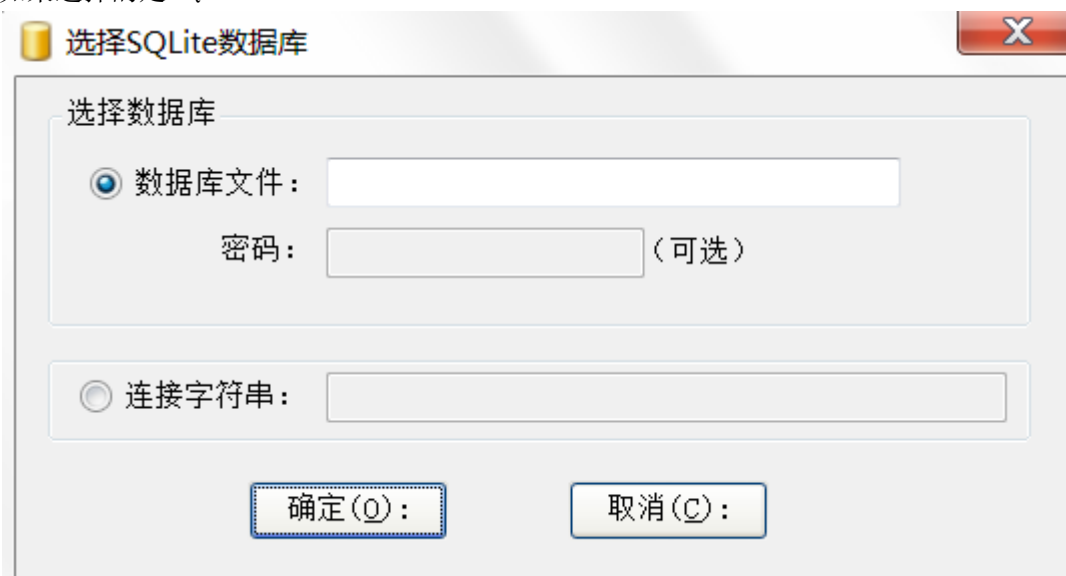 选择SQLite数据库
选择数据库
数据库文件：
密码：（可选）
连接字符串：
确定(O)： 取消(C)：